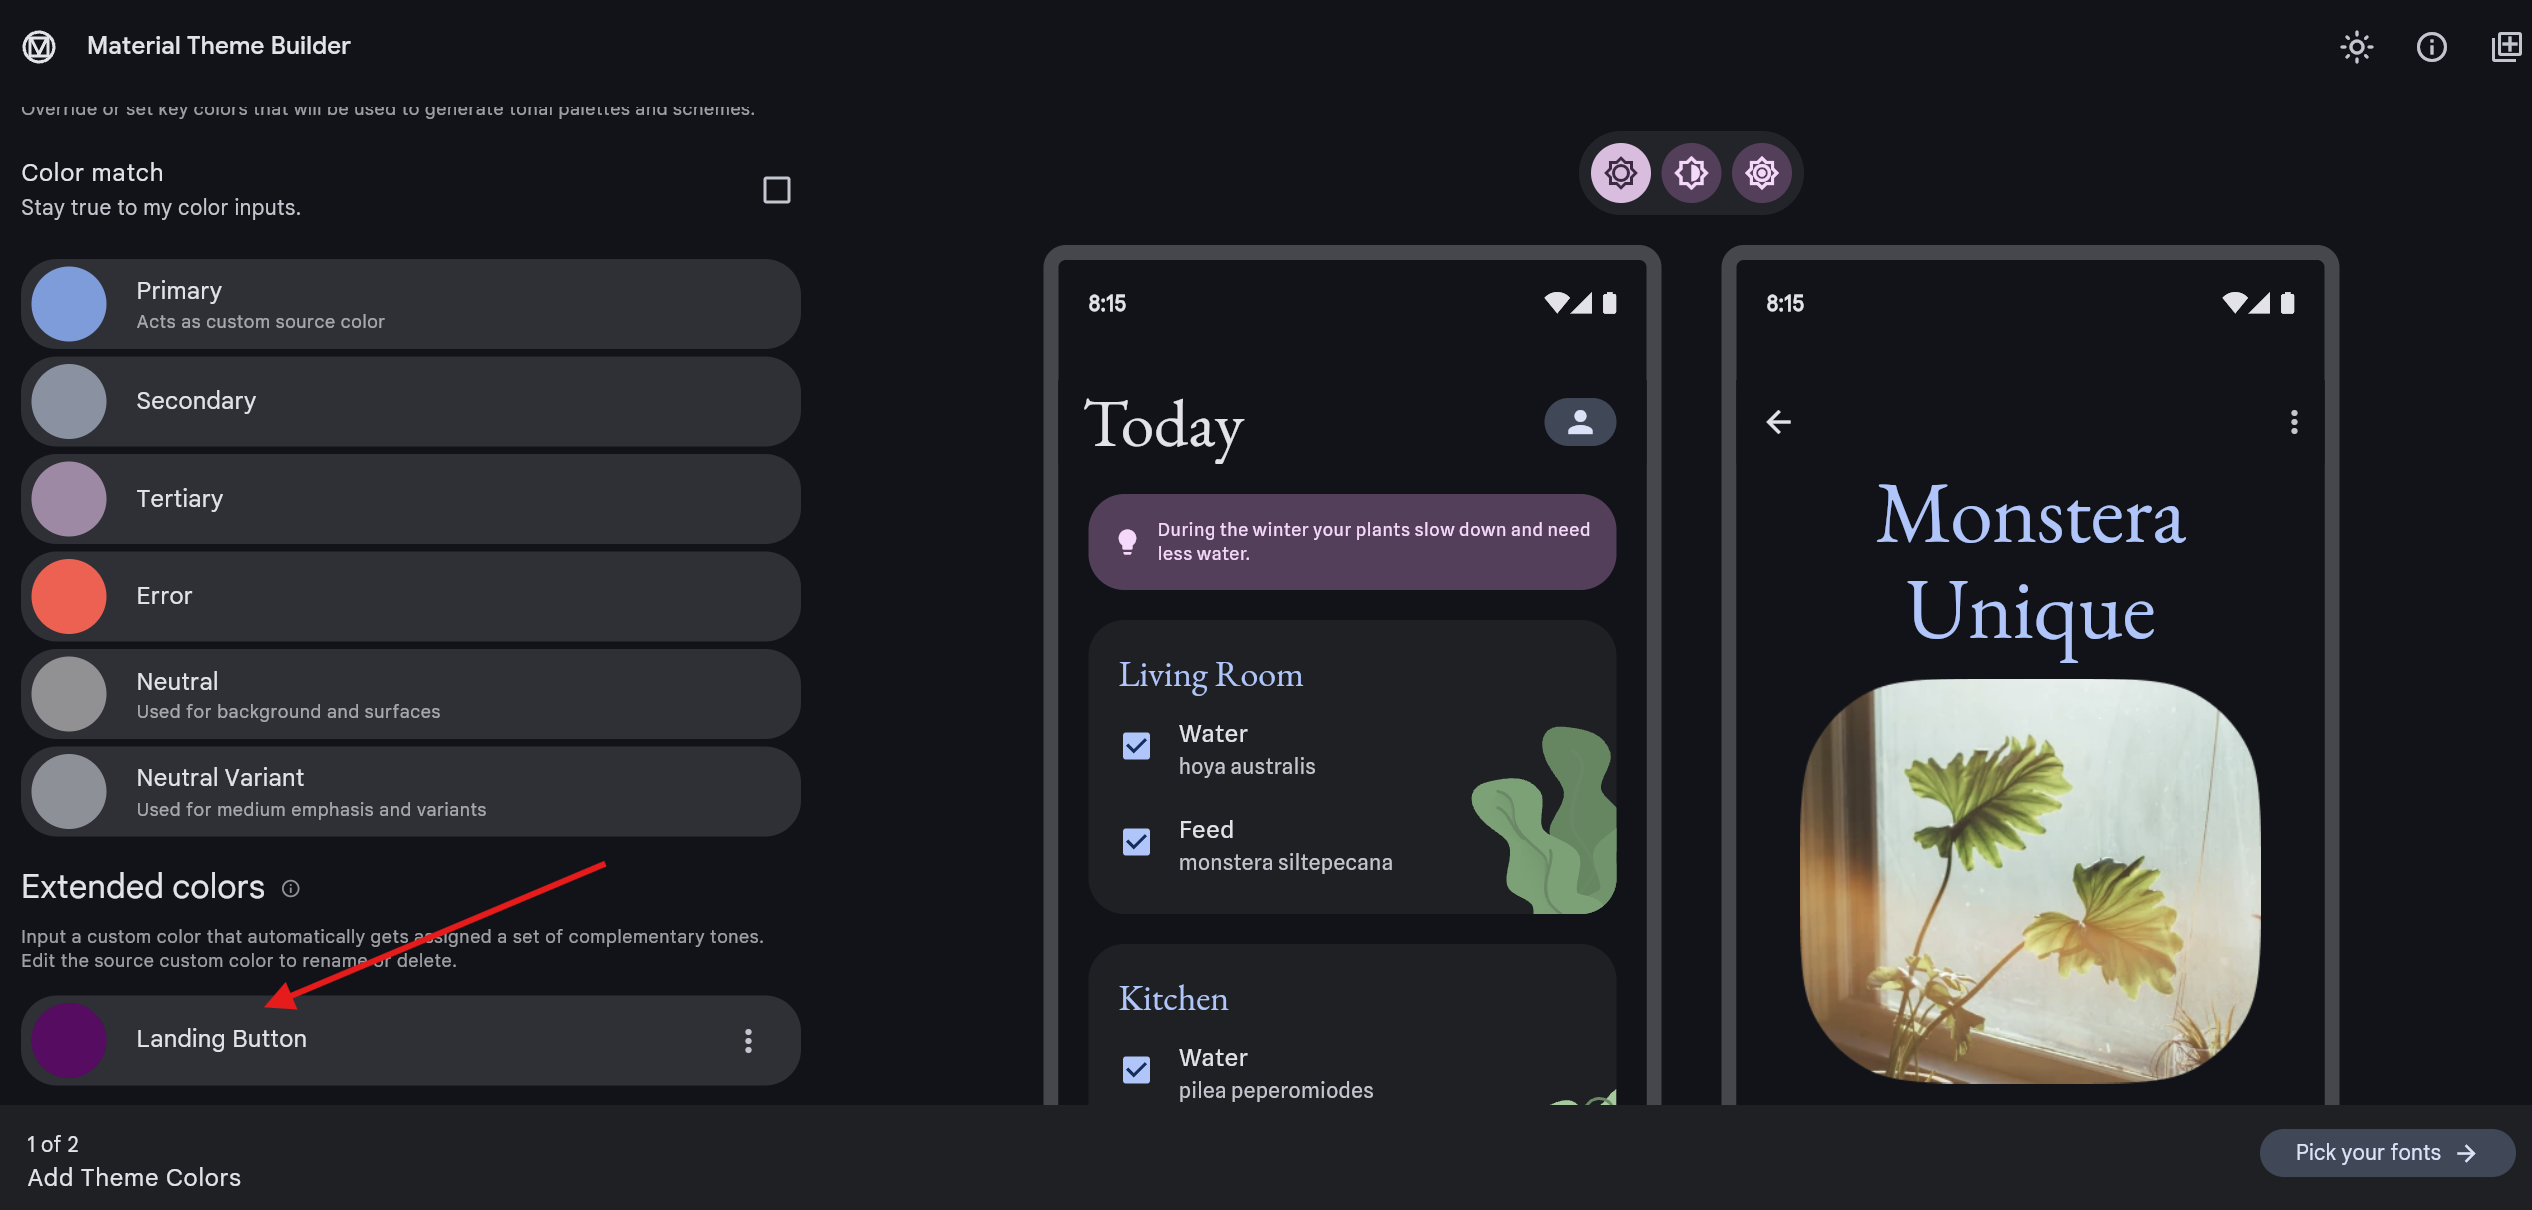 Material Theme Builder
Override or set key colors that will be used to generate tonal palettes and schemes.
Color match
Stay true to my color inputs.
Primary
Acts as custom source color
Secondary
Tertiary
Error
Neutral
Used for background and surfaces
Neutral Variant
Used for medium emphasis and variants
Extended colors
Input a custom color that automatically gets assigned a set of complementary tones.
Edit the source custom color to rename or delete.
Landing Button
1 of 2
Add Theme Colors
8:15
Today
During the winter your plants slow down and need
less water.
Living Room
Water
hoya australis
Feed
monstera siltepecana
Kitchen
Water
pilea peperomiodes
8:15
Monstera
Unique
Pick your fonts